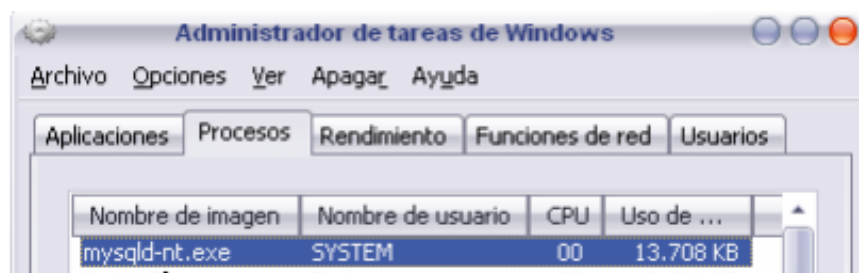 Administrador de tareas de Windows
Archivo Opciones Ver Apagar Ayuda
Aplicaciones Procesos Rendimiento Funciones de red Usuarios
Nombre de imagen Nombre de usuario CPU Uso de ...
mysqld-nt.exe SYSTEM 00 13.708 KB